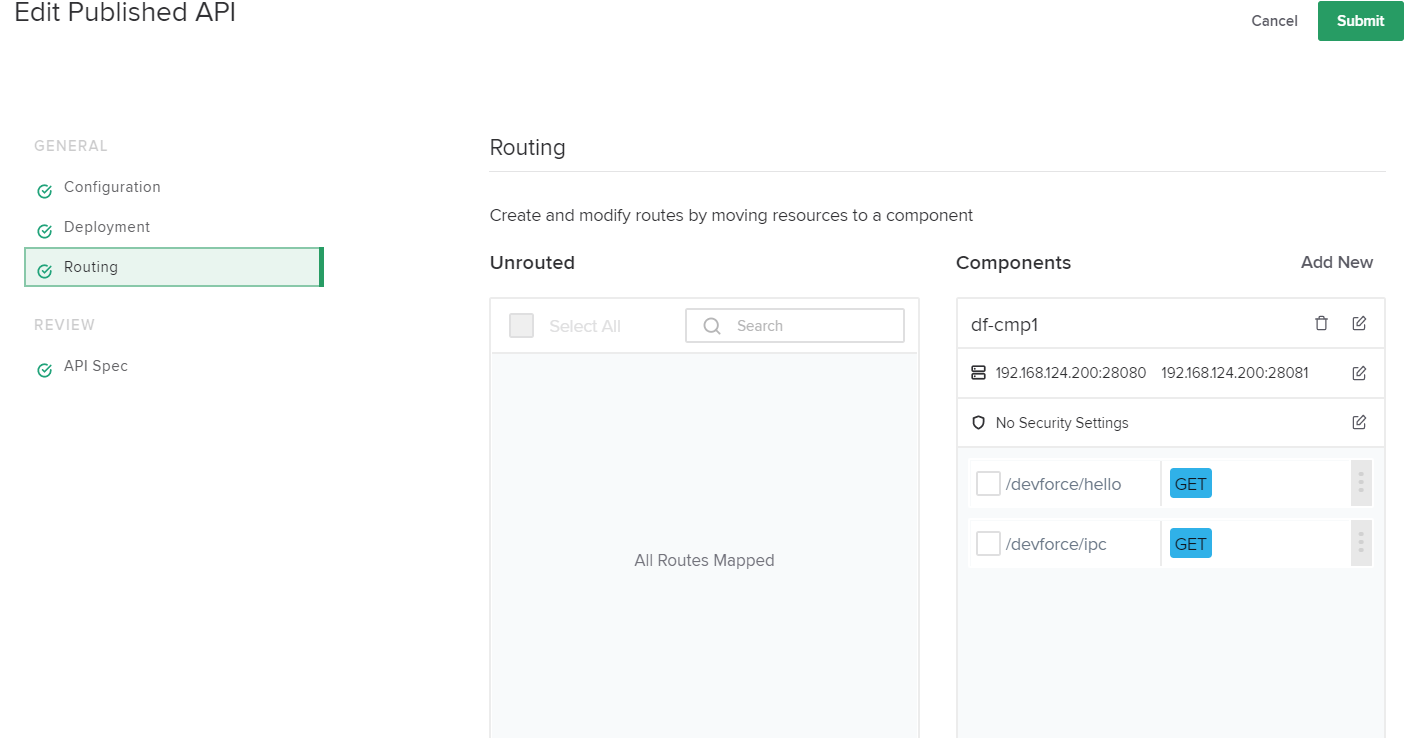 Edit Published API
Cancel
Submit
GENERAL
Configuration
Deployment
Routing
REVIEW
API Spec
Routing
Create and modify routes by moving resources to a component
Unrouted
Select All
Search
All Routes Mapped
Components
Add New
df-cmp1
192.168.124.200:28080 192.168.124.200:28081
No Security Settings
/devforce/hello GET
/devforce/ipc GET